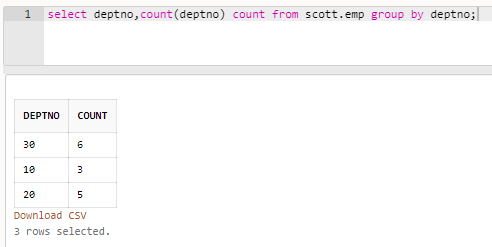 1 select deptno,count(deptno) count from scott.emp group by deptno;
DEPTNO COUNT
30 6
10 3
20 5
Download CSV
3 rows selected.